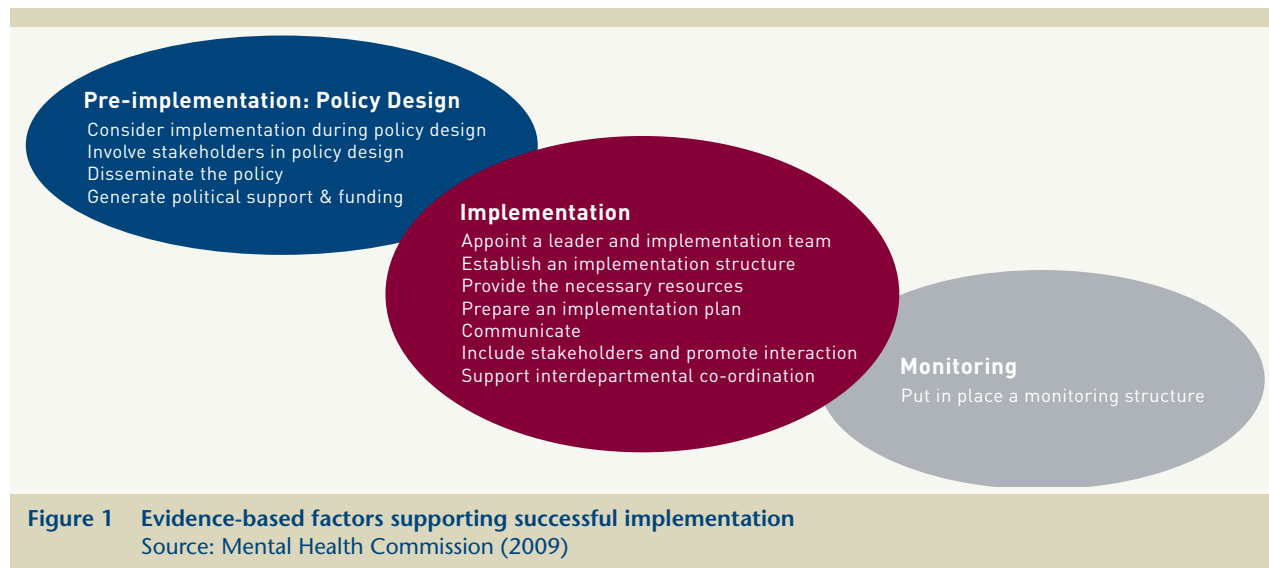 Pre-implementation: Policy Design
Consider implementation during policy design
Involve stakeholders in policy design
Disseminate the policy
Generate political support & funding
Implementation
Appoint a leader and implementation team
Establish an implementation structure
Provide the necessary resources
Prepare an implementation plan
Communicate
Include stakeholders and promote interaction
Support interdepartmental co-ordination
Monitoring
Put in place a monitoring structure
Figure 1 Evidence-based factors supporting successful implementation
Source: Mental Health Commission (2009)